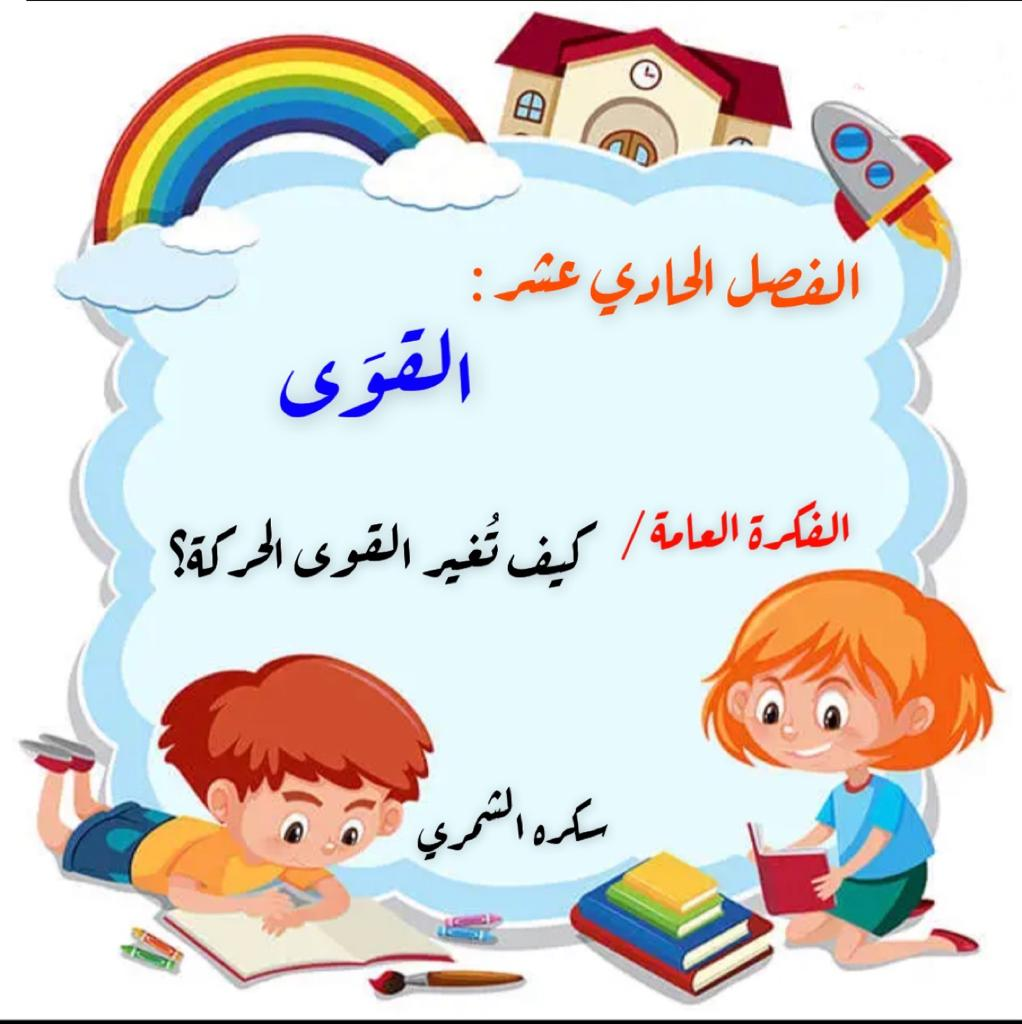 الفصل الحادي عشر :
القوَى
الفكرة العامة / كيف تُغير القوى الحركة؟
سكره الشمري